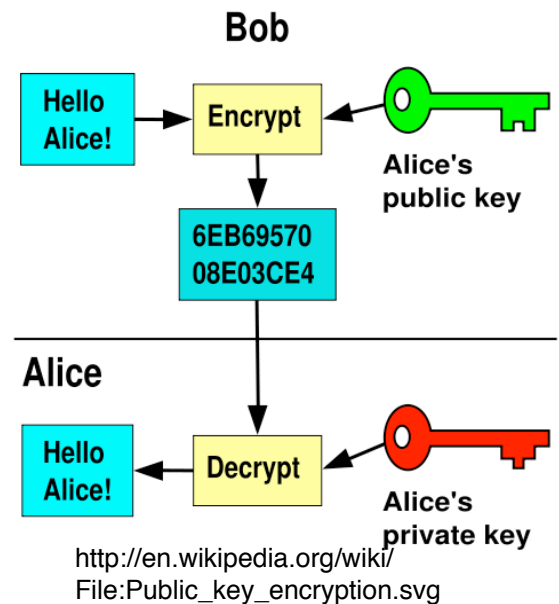 Bob
Hello
Alice!
Encrypt
Alice's
public key
6EB69570
08E03CE4
Alice
Hello
Alice!
Decrypt
Alice's
private key
http://en.wikipedia.org/wiki/
File:Public_key_encryption.svg